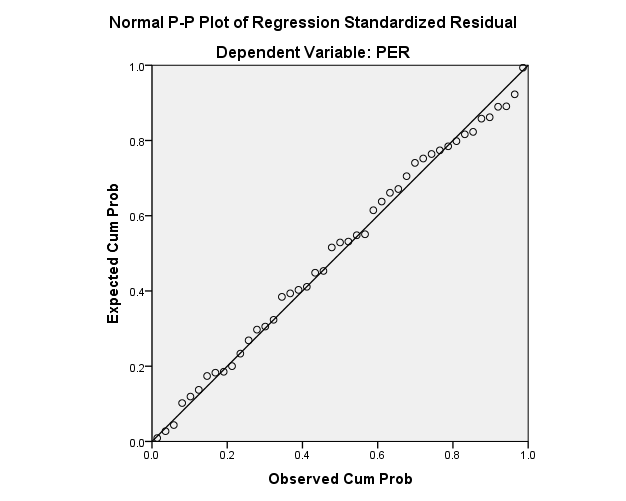 Normal P-P Plot of Regression Standardized Residual
Dependent Variable: PER
1.0
0.8
0.6
0.4
0.2
0.0
Expected Cum Prob
0.0 0.2 0.4 0.6 0.8 1.0
Observed Cum Prob